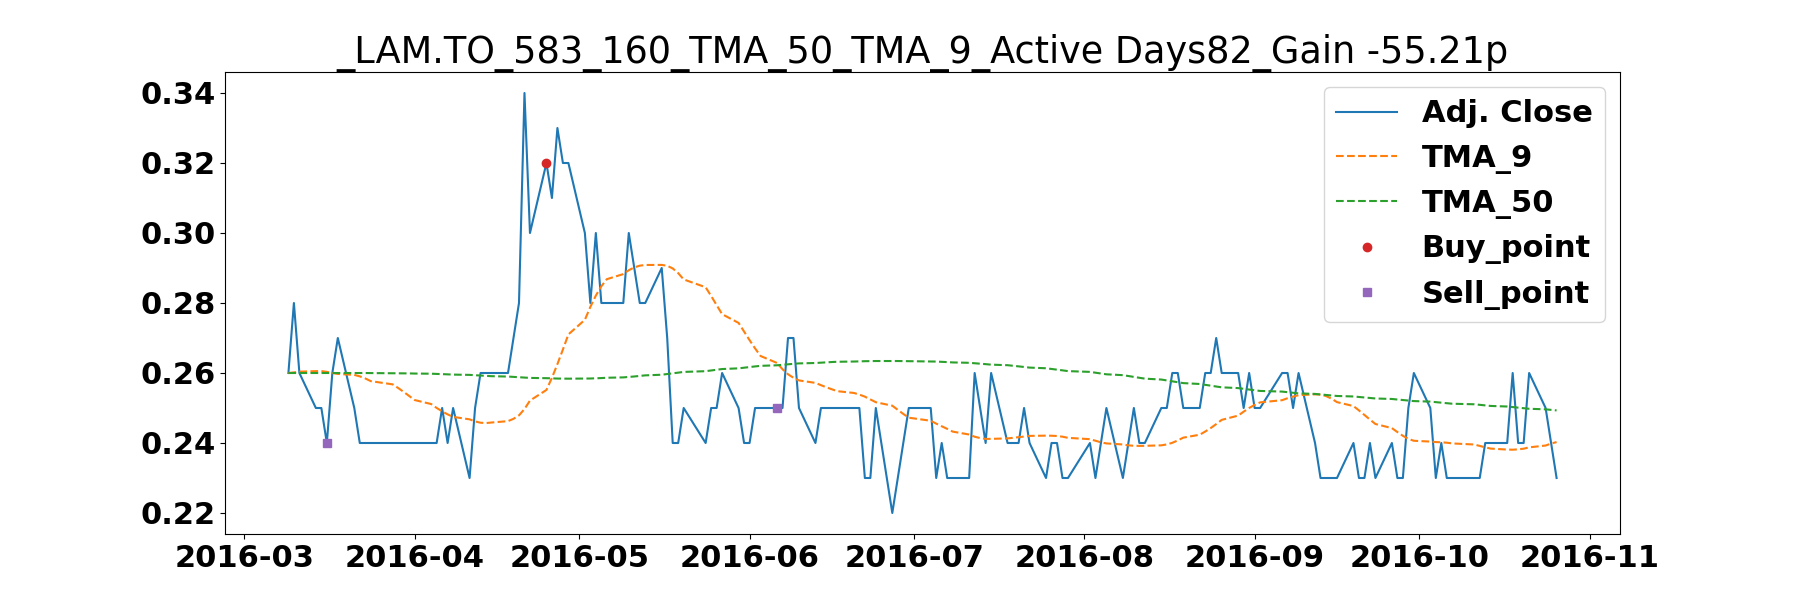 _LAM.TO_583_160_TMA_50_TMA_9_Active Days82_Gain -55.21p
0.34
0.32
0.30
0.28
0.26
0.24
0.22
Adj. Close
TMA_9
TMA_50
Buy_point
Sell_point
2016-03 2016-04 2016-05 2016-06 2016-07 2016-08 2016-09 2016-10 2016-11